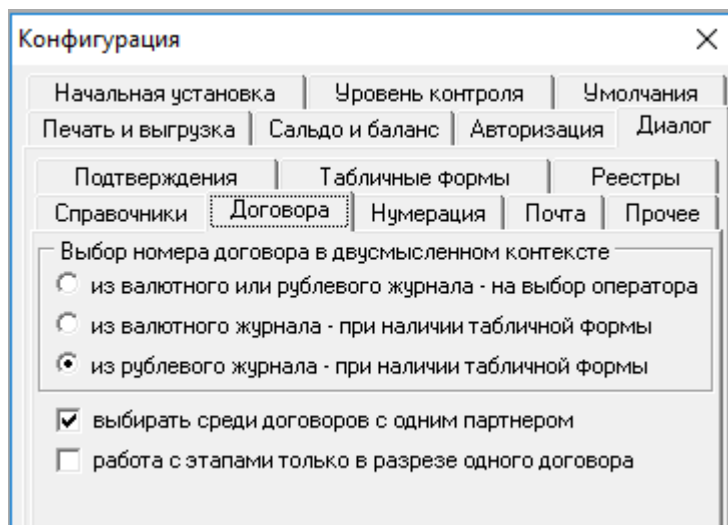 Конфигурация
Начальная установка Уровень контроля Умолчания
Печать и выгрузка Сальдо и баланс Авторизация Диалог
Подтверждения Табличные формы Реестры
Справочники Договора Нумерация Почта Прочее
Выбор номера договора в двусмысленном контексте
из валютного или рублевого журнала - на выбор оператора
из валютного журнала - при наличии табличной формы
из рублевого журнала - при наличии табличной формы
выбирать среди договоров с одним партнером
работа с этапами только в разрезе одного договора